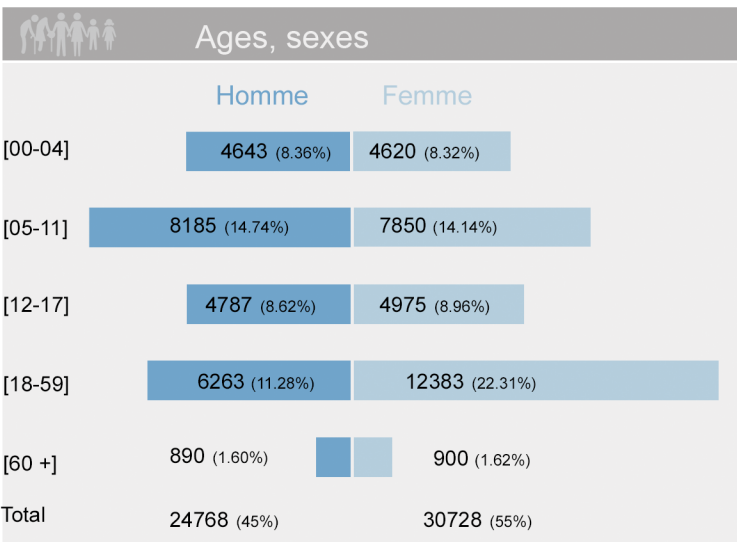 Ages, sexes
Homme Femme
[00-04] 4643 (8.36%) 4620 (8.32%)
[05-11] 8185 (14.74%) 7850 (14.14%)
[12-17] 4787 (8.62%) 4975 (8.96%)
[18-59] 6263 (11.28%) 12383 (22.31%)
[60 +] 890 (1.60%) 900 (1.62%)
Total 24768 (45%) 30728 (55%)